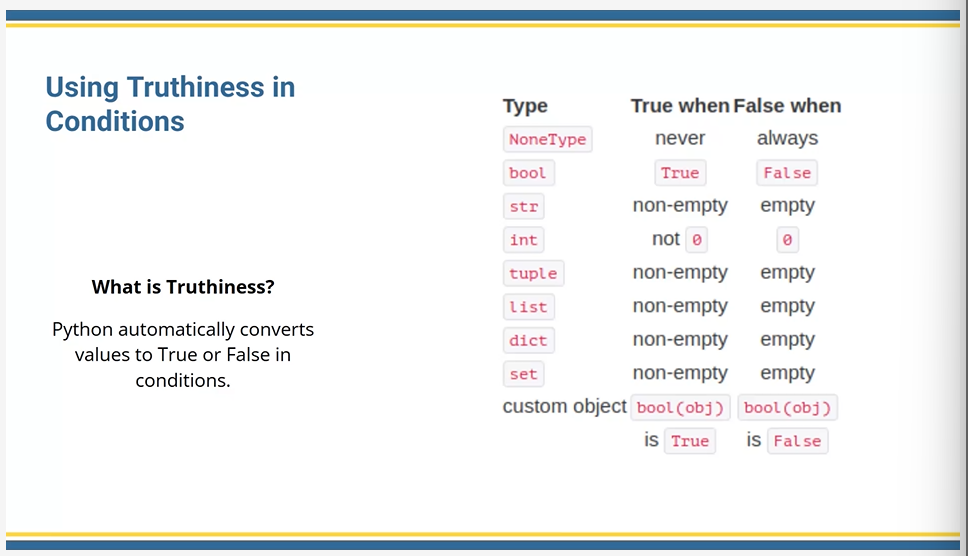 Using Truthiness in
Conditions
What is Truthiness?
Python automatically converts
values to True or False in
conditions.
Type True when False when
NoneType never always
bool True False
str non-empty empty
int not 0 0
tuple non-empty empty
list non-empty empty
dict non-empty empty
set non-empty empty
custom object bool(obj) bool(obj)
is True is False